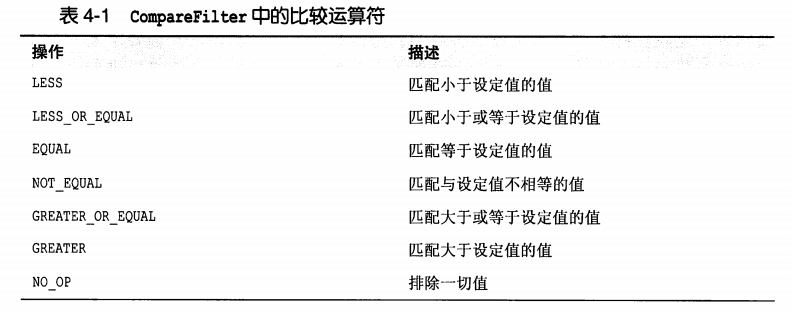 表 4-1 CompareFilter 中的比较运算符
操作 描述
LESS 匹配小于设定值的值
LESS_OR_EQUAL 匹配小于或等于设定值的值
EQUAL 匹配等于设定值的值
NOT_EQUAL 匹配与设定值不相等的值
GREATER_OR_EQUAL 匹配大于或等于设定值的值
GREATER 匹配大于设定值的值
NO_OP 排除一切值